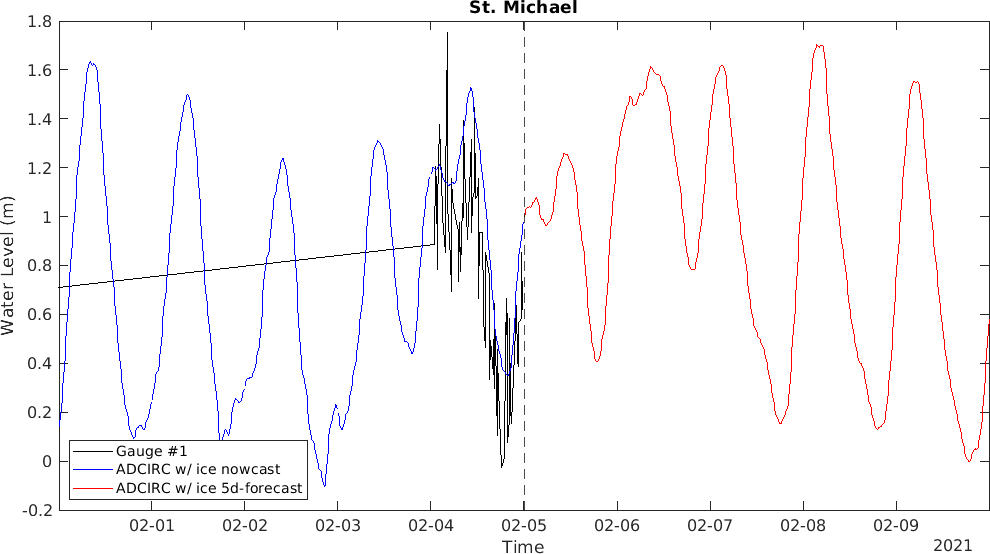 St. Michael
1.8
1.6
1.4
1.2
1
0.8
0.6
0.4
0.2
0
-0.2
Water Level (m)
Gauge #1
ADCIRC w/ ice nowcast
ADCIRC w/ ice 5d-forecast
02-01 02-02 02-03 02-04 02-05 02-06 02-07 02-08 02-09
Time
2021